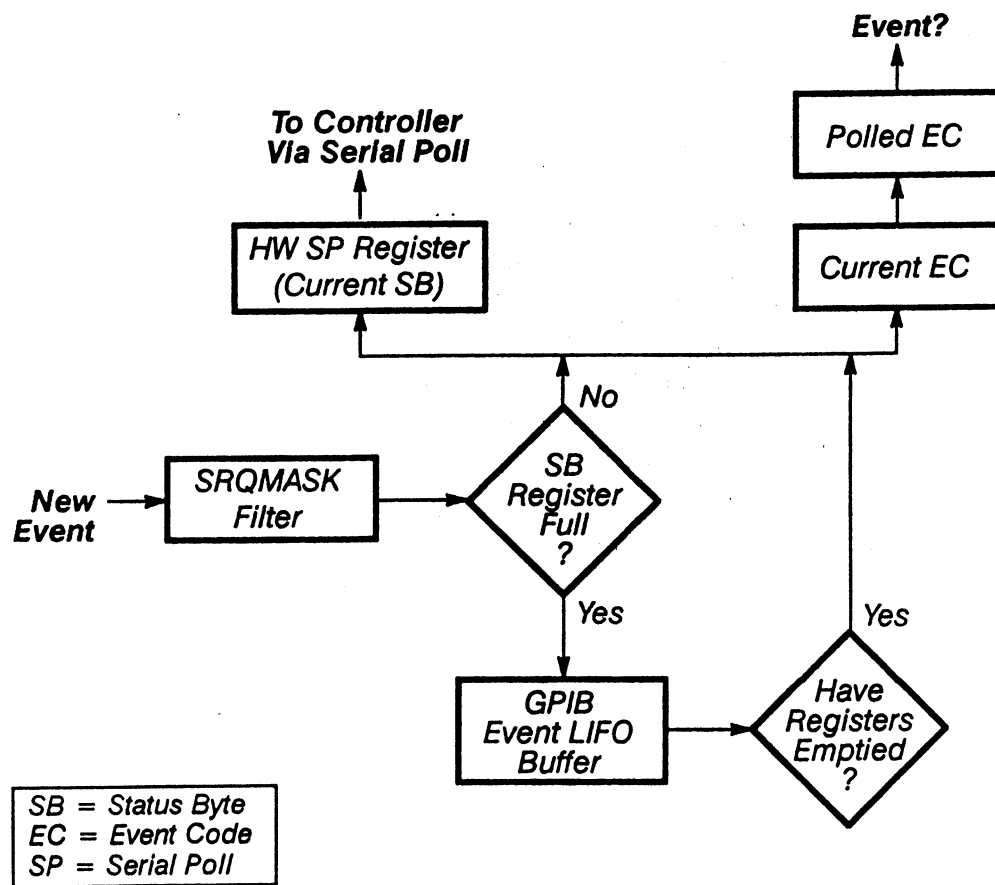 Event?
Polled EC
Current EC
To Controller
Via Serial Poll
HW SP Register
(Current SB)
No
New
Event
SRQMASK
Filter
SB
Register
Full
?
Yes
GPIB
Event LIFO
Buffer
Yes
Have
Registers
Emptied
?
SB = Status Byte
EC = Event Code
SP = Serial Poll